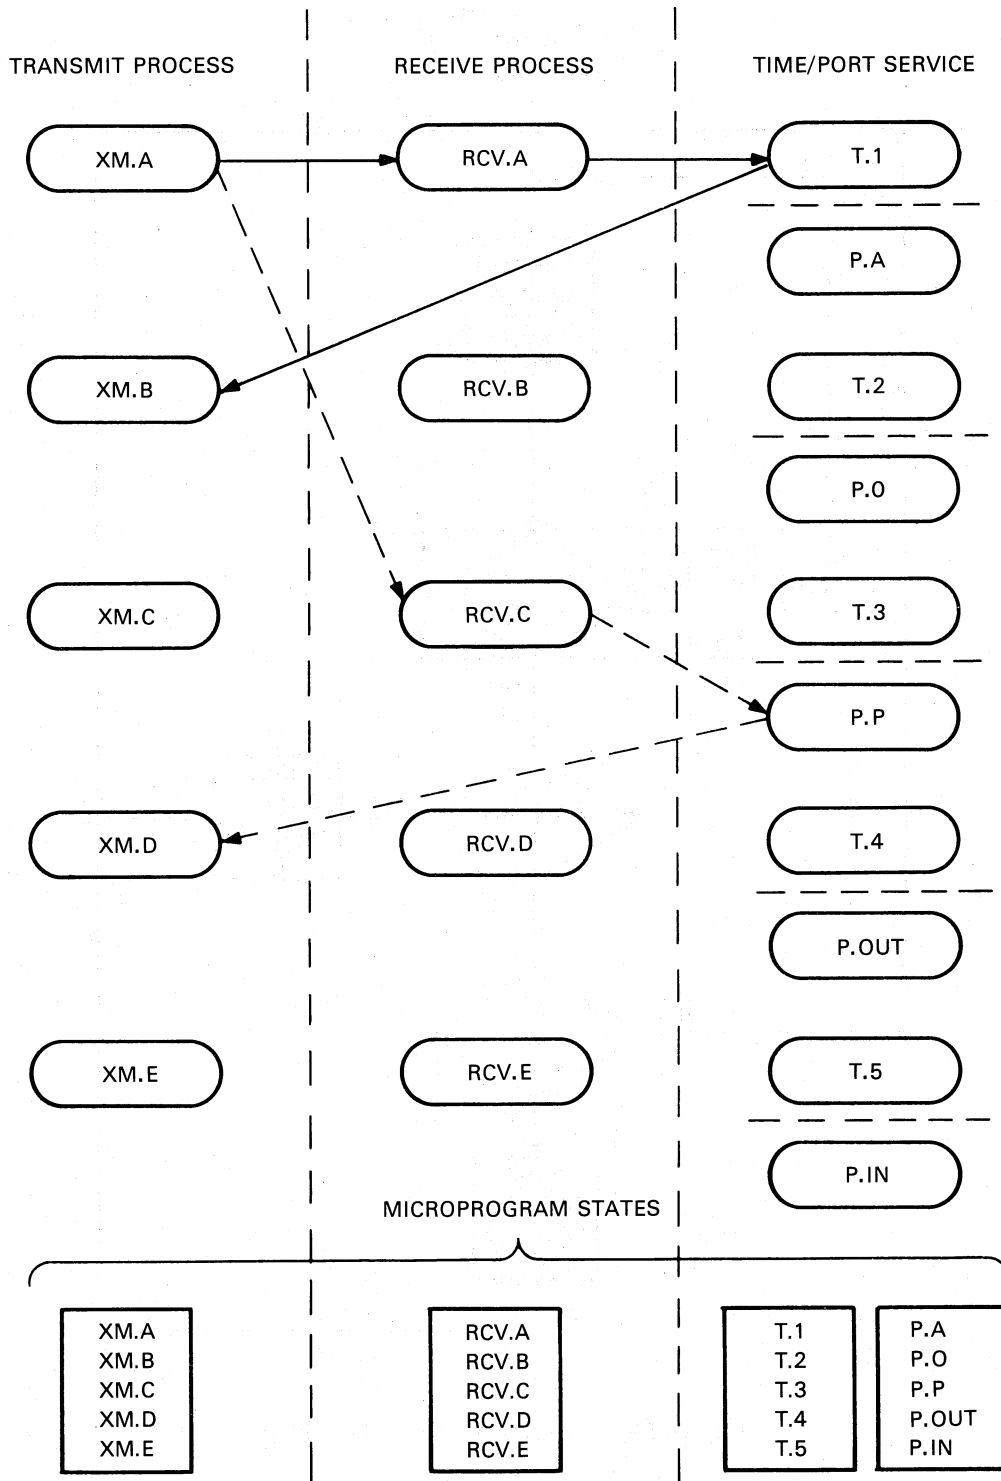 TRANSMIT PROCESS
RECEIVE PROCESS
TIME/PORT SERVICE
XM.A
RCV.A
T.1
P.A
XM.B
RCV.B
T.2
P.O
XM.C
RCV.C
T.3
P.P
XM.D
RCV.D
T.4
P.OUT
XM.E
RCV.E
T.5
P.IN
MICROPROGRAM STATES
XM.A
XM.B
XM.C
XM.D
XM.E
RCV.A
RCV.B
RCV.C
RCV.D
RCV.E
T.1
T.2
T.3
T.4
T.5
P.A
P.O
P.P
P.OUT
P.IN